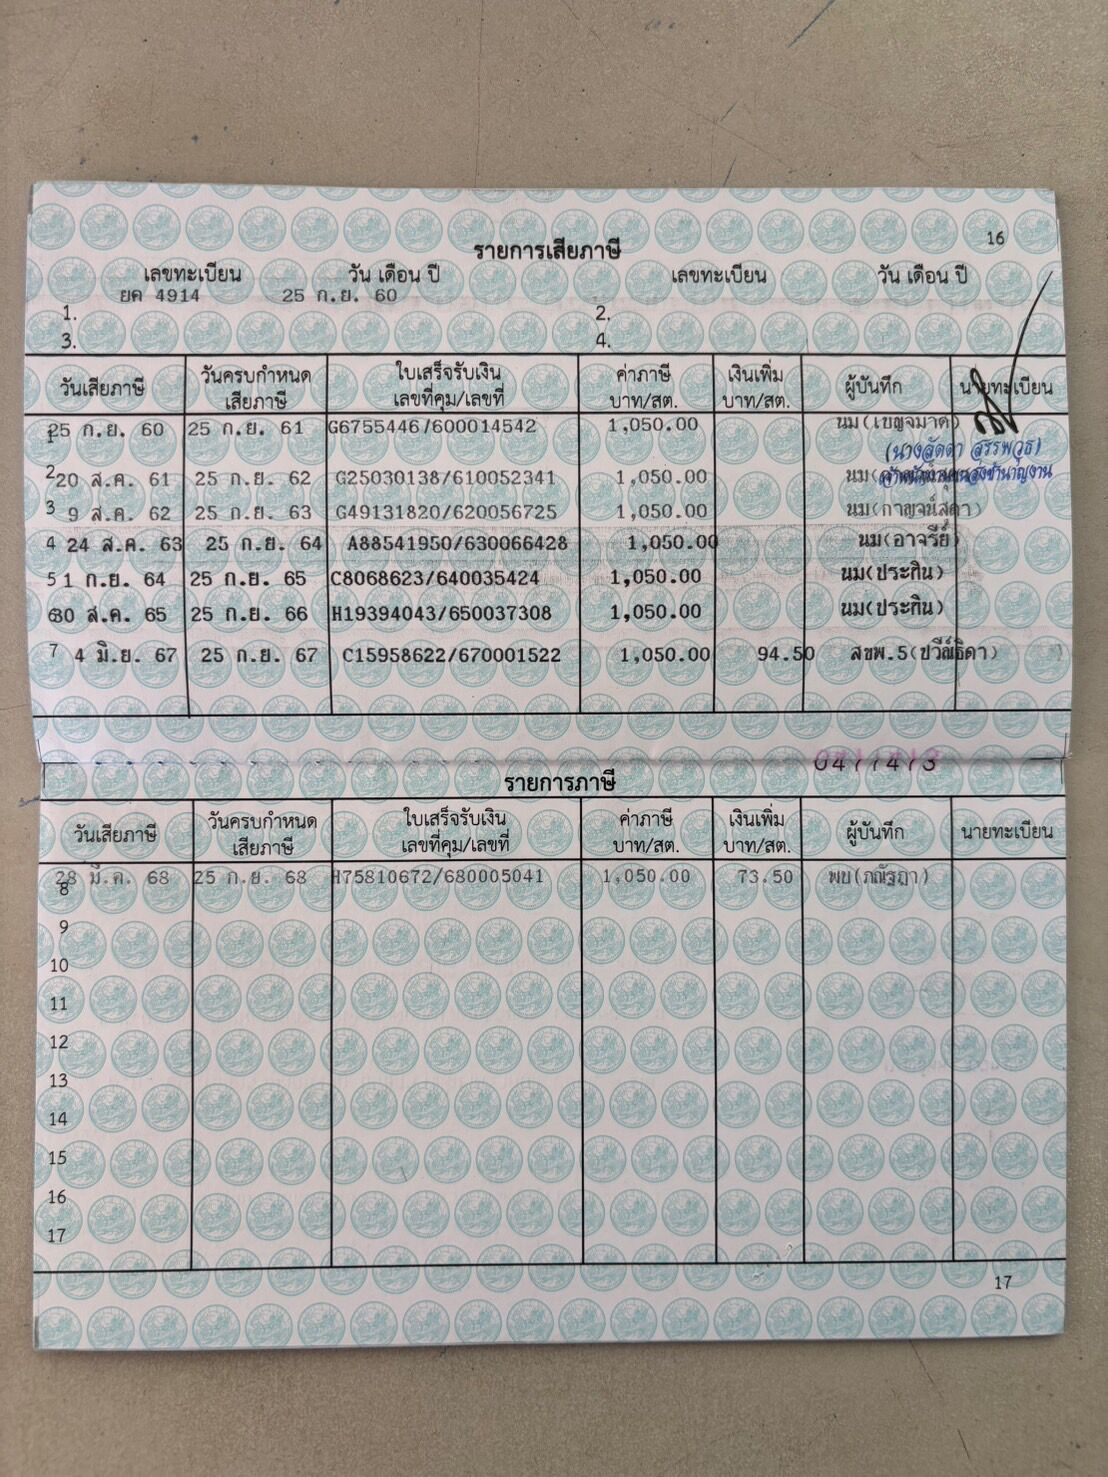 16
รายการเสียภาษี
เลขทะเบียน วัน เดือน ปี เลขทะเบียน วัน เดือน ปี
ยค 4914 25 ก.ย. 60
1. 2.
3. 4.
วันเสียภาษี วันครบกำหนด เสียภาษี ใบเสร็จรับเงิน เลขที่คุม/เลขที่ ค่าภาษี บาท/สต. เงินเพิ่ม บาท/สต. ผู้บันทึก นายทะเบียน
1 25 ก.ย. 60 25 ก.ย. 61 G6755446/600014542 1,050.00 นม(เบญจมาด)
(นางลัดดา สรรพวุธ)
2 20 ส.ค. 61 25 ก.ย. 62 G25030138/610052341 1,050.00 นม(
3 9 ส.ค. 62 25 ก.ย. 63 G49131820/620056725 1,050.00 นม(กาญจน์สุดา)
4 24 ส.ค. 63 25 ก.ย. 64 A88541950/630066428 1,050.00 นม(อาจรีย์)
5 1 ก.ย. 64 25 ก.ย. 65 C8068623/640035424 1,050.00 นม(ประกิน)
6 30 ส.ค. 65 25 ก.ย. 66 H19394043/650037308 1,050.00 นม(ประกิน)
7 4 มิ.ย. 67 25 ก.ย. 67 C15958622/670001522 1,050.00 94.50 สขพ.5(ปวีณ์ธิดา)
รายการภาษี
วันเสียภาษี วันครบกำหนด เสียภาษี ใบเสร็จรับเงิน เลขที่คุม/เลขที่ ค่าภาษี บาท/สต. เงินเพิ่ม บาท/สต. ผู้บันทึก นายทะเบียน
8 28 มี.ค. 68 25 ก.ย. 68 H75810672/680005041 1,050.00 73.50 พย(ภณัฐฎา)
9
10
11
12
13
14
15
16
17
17